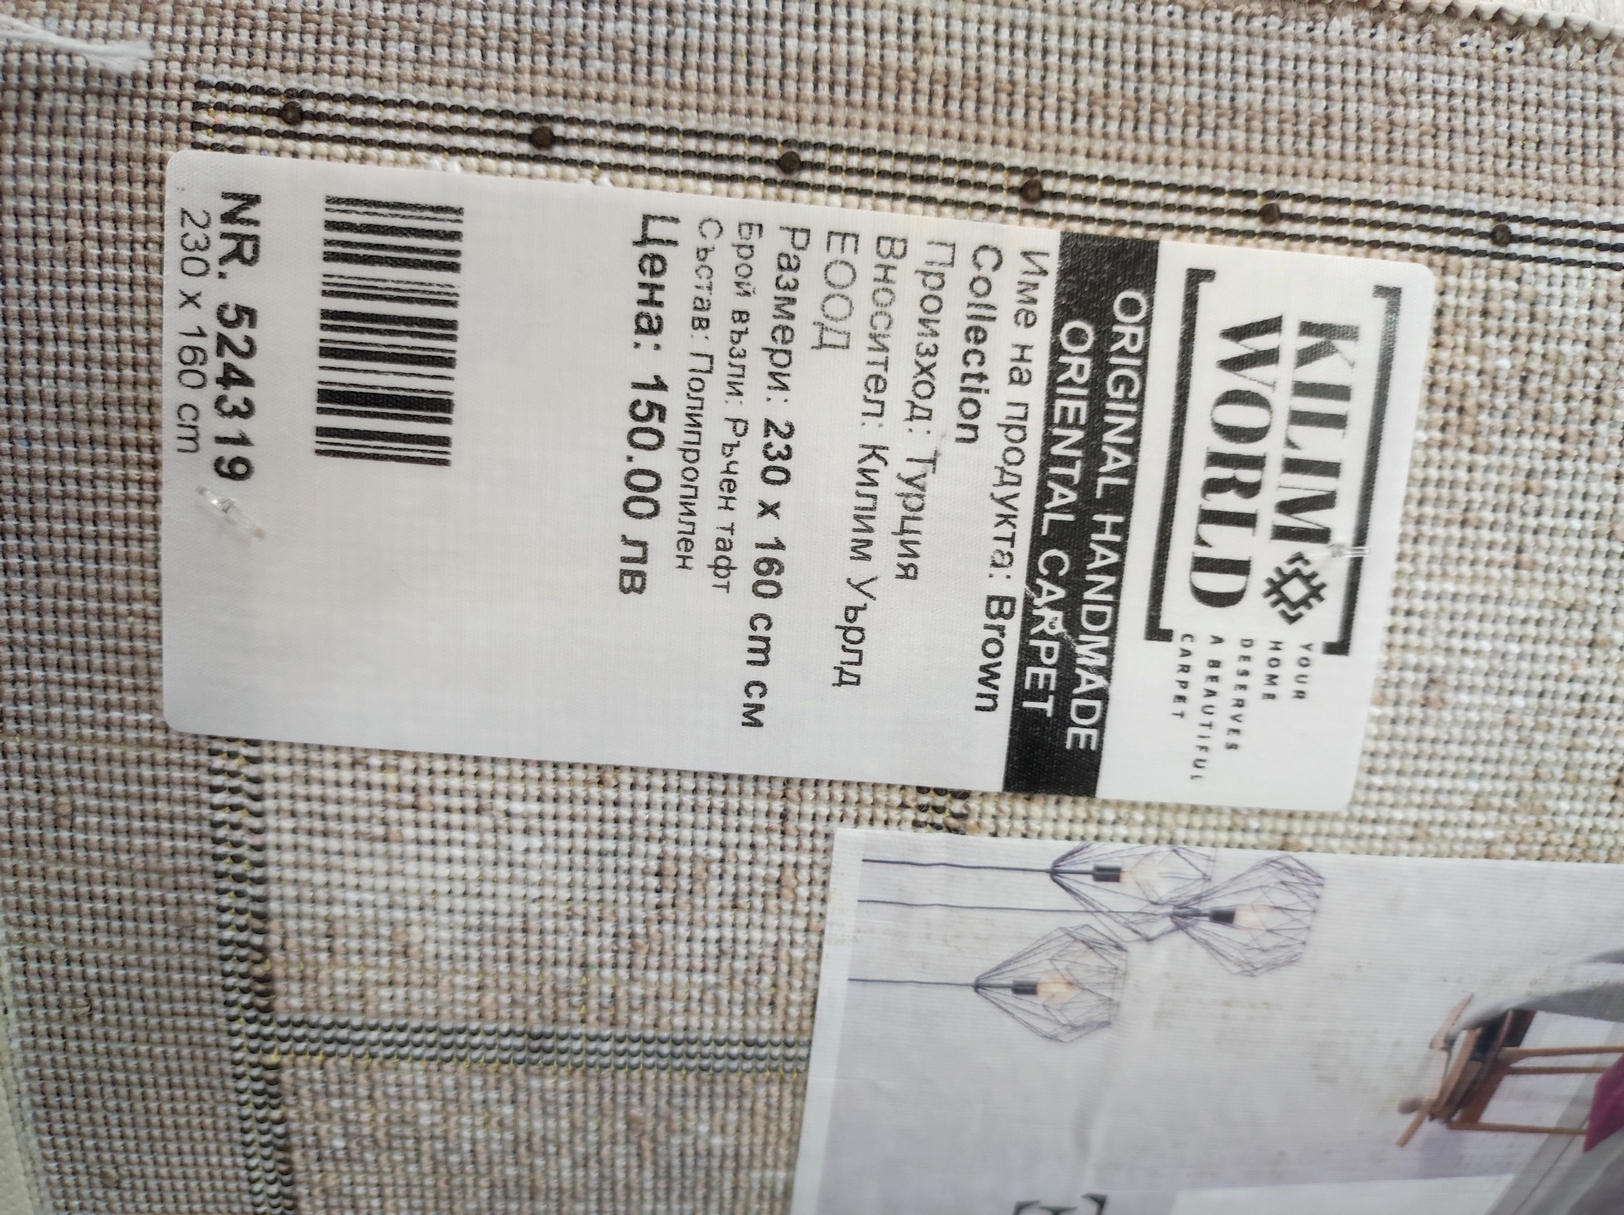 KILIM
WORLD
YOUR
HOME
DESERVES
A BEAUTIFUL
CARPET
ORIGINAL HANDMADE
ORIENTAL CARPET
Име на продукта: Brown
Collection
Произход: Турция
Вносител: Килим Уърлд
ЕООД
Размери: 230 x 160 cm см
Брой възли: Ръчен тафт
Състав: Полипропилен
Цена: 150.00 лв
NR. 524319
230 x 160 cm